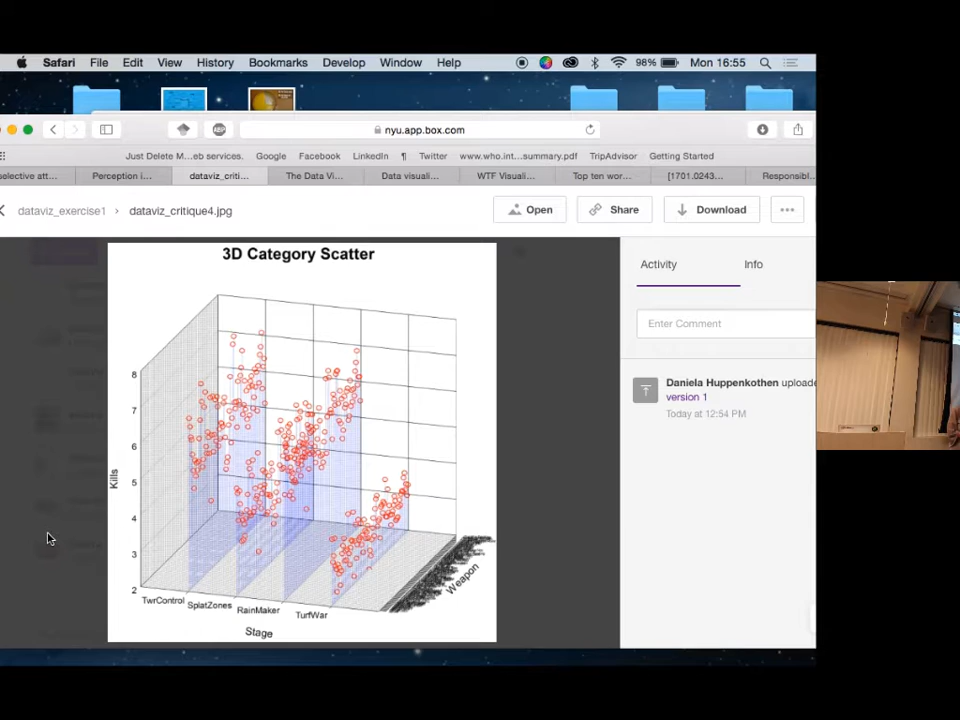 Safari File Edit View History Bookmarks Develop Window Help 98% Mon 16:55
nyu.app.box.com
Just Delete M...eb services. Google Facebook LinkedIn ¶ Twitter www.who.int...summary.pdf TripAdvisor Getting Started
selective att... Perception i... dataviz_criti... The Data Vi... Data visuali... WTF Visuali... Top ten wor... [1701.0243... Responsibl...
dataviz_exercise1 › dataviz_critique4.jpg Open Share Download
3D Category Scatter
Activity Info
Enter Comment
Daniela Huppenkothen uploade
version 1
Today at 12:54 PM
8
7
6
5
4
3
2
Kills
TwrControl SplatZones RainMaker TurfWar
Stage
Weapon